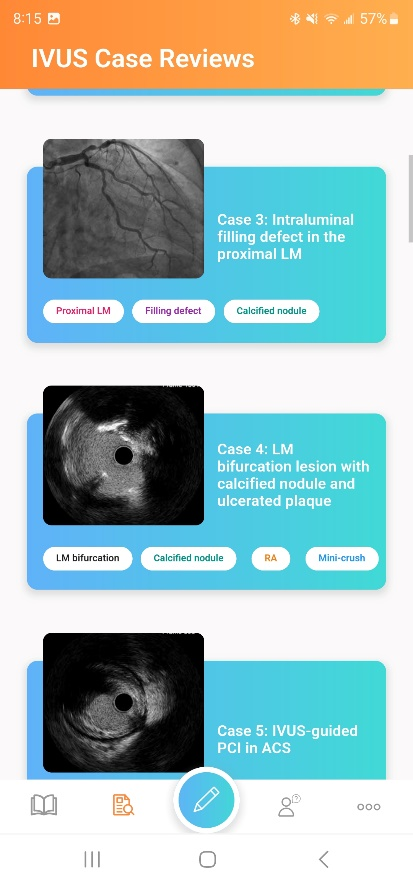 8:15
57%
IVUS Case Reviews
Case 3: Intraluminal
filling defect in the
proximal LM
Proximal LM
Filling defect
Calcified nodule
Case 4: LM
bifurcation lesion with
calcified nodule and
ulcerated plaque
LM bifurcation
Calcified nodule
RA
Mini-crush
Case 5: IVUS-guided
PCI in ACS